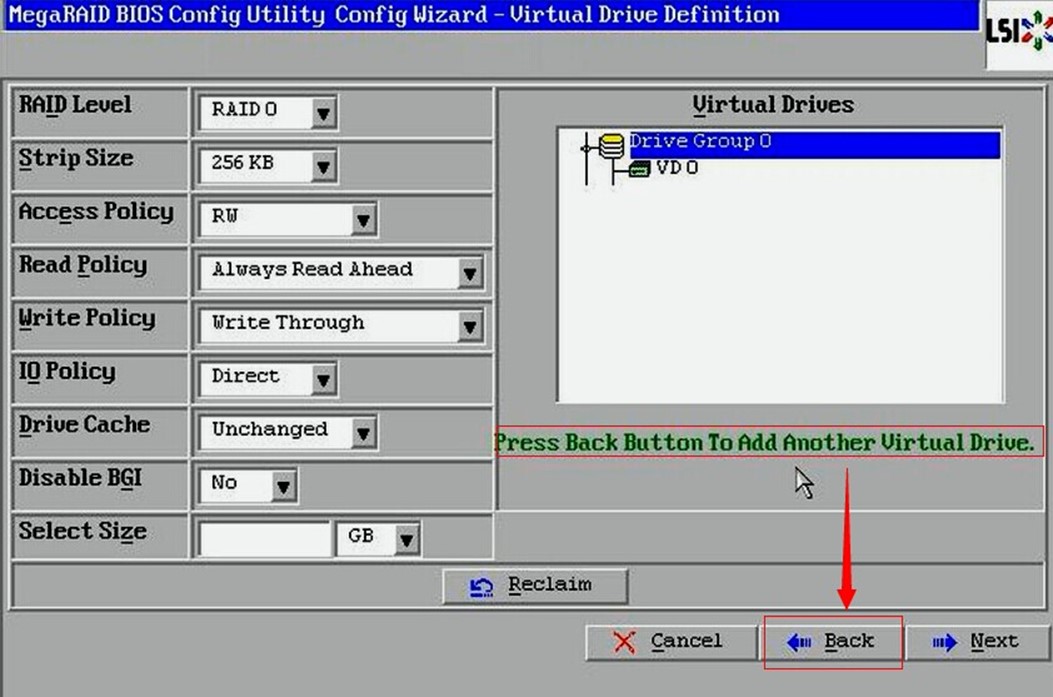 MegaRAID BIOS Config Utility Config Wizard - Virtual Drive Definition
LSI
RAID Level
RAID 0
Strip Size
256 KB
Access Policy
RW
Read Policy
Always Read Ahead
Write Policy
Write Through
IO Policy
Direct
Drive Cache
Unchanged
Disable BGI
No
Select Size
GB
Virtual Drives
Drive Group 0
VD 0
Press Back Button To Add Another Virtual Drive.
Reclaim
Cancel
Back
Next